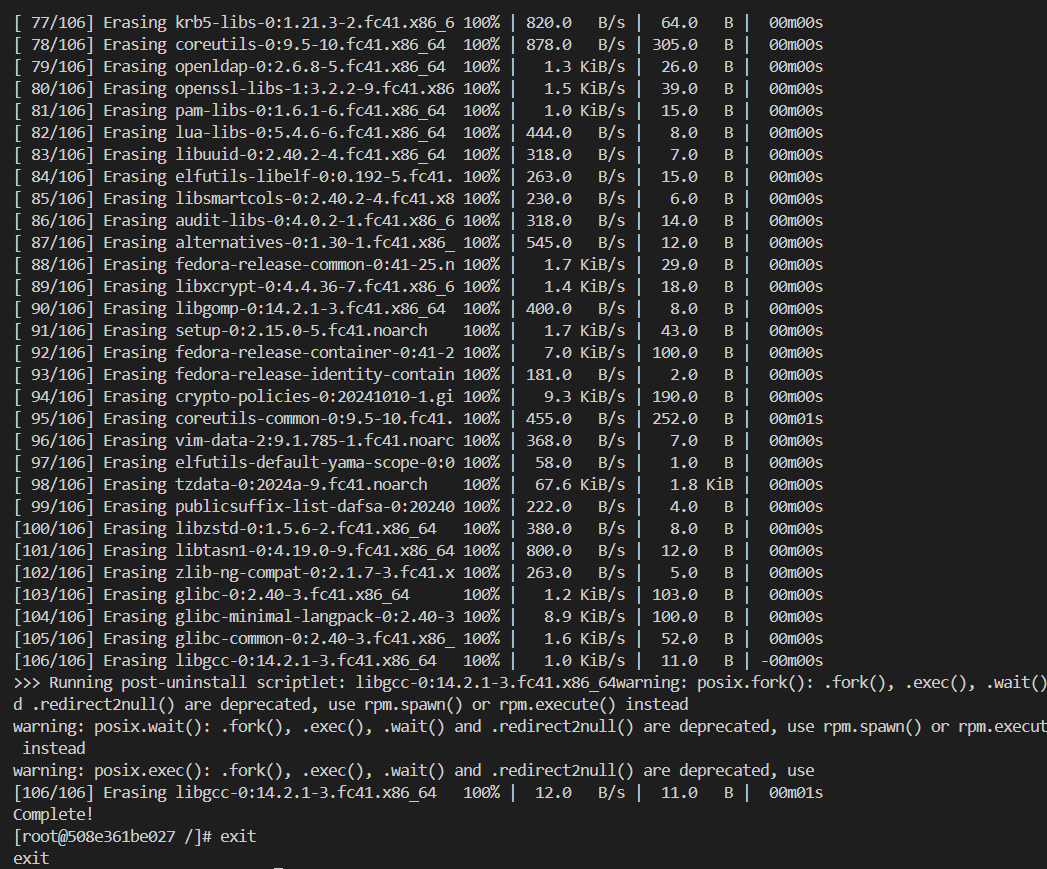 [ 77/106] Erasing krb5-libs-0:1.21.3-2.fc41.x86_6 100% | 820.0   B/s |  64.0   B |  00m00s
[ 78/106] Erasing coreutils-0:9.5-10.fc41.x86_64  100% | 878.0   B/s | 305.0   B |  00m00s
[ 79/106] Erasing openldap-0:2.6.8-5.fc41.x86_64  100% |   1.3 KiB/s |  26.0   B |  00m00s
[ 80/106] Erasing openssl-libs-1:3.2.2-9.fc41.x86 100% |   1.5 KiB/s |  39.0   B |  00m00s
[ 81/106] Erasing pam-libs-0:1.6.1-6.fc41.x86_64  100% |   1.0 KiB/s |  15.0   B |  00m00s
[ 82/106] Erasing lua-libs-0:5.4.6-6.fc41.x86_64  100% | 444.0   B/s |   8.0   B |  00m00s
[ 83/106] Erasing libuuid-0:2.40.2-4.fc41.x86_64  100% | 318.0   B/s |   7.0   B |  00m00s
[ 84/106] Erasing elfutils-libelf-0:0.192-5.fc41. 100% | 263.0   B/s |  15.0   B |  00m00s
[ 85/106] Erasing libsmartcols-0:2.40.2-4.fc41.x8 100% | 230.0   B/s |   6.0   B |  00m00s
[ 86/106] Erasing audit-libs-0:4.0.2-1.fc41.x86_6 100% | 318.0   B/s |  14.0   B |  00m00s
[ 87/106] Erasing alternatives-0:1.30-1.fc41.x86_ 100% | 545.0   B/s |  12.0   B |  00m00s
[ 88/106] Erasing fedora-release-common-0:41-25.n 100% |   1.7 KiB/s |  29.0   B |  00m00s
[ 89/106] Erasing libxcrypt-0:4.4.36-7.fc41.x86_6 100% |   1.4 KiB/s |  18.0   B |  00m00s
[ 90/106] Erasing libgomp-0:14.2.1-3.fc41.x86_64  100% | 400.0   B/s |   8.0   B |  00m00s
[ 91/106] Erasing setup-0:2.15.0-5.fc41.noarch    100% |   1.7 KiB/s |  43.0   B |  00m00s
[ 92/106] Erasing fedora-release-container-0:41-2 100% |   7.0 KiB/s | 100.0   B |  00m00s
[ 93/106] Erasing fedora-release-identity-contain 100% | 181.0   B/s |   2.0   B |  00m00s
[ 94/106] Erasing crypto-policies-0:20241010-1.gi 100% |   9.3 KiB/s | 190.0   B |  00m00s
[ 95/106] Erasing coreutils-common-0:9.5-10.fc41. 100% | 455.0   B/s | 252.0   B |  00m01s
[ 96/106] Erasing vim-data-2:9.1.785-1.fc41.noarc 100% | 368.0   B/s |   7.0   B |  00m00s
[ 97/106] Erasing elfutils-default-yama-scope-0:0 100% |  58.0   B/s |   1.0   B |  00m00s
[ 98/106] Erasing tzdata-0:2024a-9.fc41.noarch    100% |  67.6 KiB/s |   1.8 KiB |  00m00s
[ 99/106] Erasing publicsuffix-list-dafsa-0:20240 100% | 222.0   B/s |   4.0   B |  00m00s
[100/106] Erasing libzstd-0:1.5.6-2.fc41.x86_64   100% | 380.0   B/s |   8.0   B |  00m00s
[101/106] Erasing libtasn1-0:4.19.0-9.fc41.x86_64 100% | 800.0   B/s |  12.0   B |  00m00s
[102/106] Erasing zlib-ng-compat-0:2.1.7-3.fc41.x 100% | 263.0   B/s |   5.0   B |  00m00s
[103/106] Erasing glibc-0:2.40-3.fc41.x86_64      100% |   1.2 KiB/s | 103.0   B |  00m00s
[104/106] Erasing glibc-minimal-langpack-0:2.40-3 100% |   8.9 KiB/s | 100.0   B |  00m00s
[105/106] Erasing glibc-common-0:2.40-3.fc41.x86_ 100% |   1.6 KiB/s |  52.0   B |  00m00s
[106/106] Erasing libgcc-0:14.2.1-3.fc41.x86_64   100% |   1.0 KiB/s |  11.0   B | -00m00s
>>> Running post-uninstall scriptlet: libgcc-0:14.2.1-3.fc41.x86_64warning: posix.fork(): .fork(), .exec(), .wait()
d .redirect2null() are deprecated, use rpm.spawn() or rpm.execute() instead
warning: posix.wait(): .fork(), .exec(), .wait() and .redirect2null() are deprecated, use rpm.spawn() or rpm.execut
 instead
warning: posix.exec(): .fork(), .exec(), .wait() and .redirect2null() are deprecated, use
[106/106] Erasing libgcc-0:14.2.1-3.fc41.x86_64   100% |  12.0   B/s |  11.0   B |  00m01s
Complete!
[root@508e361be027 /]# exit
exit